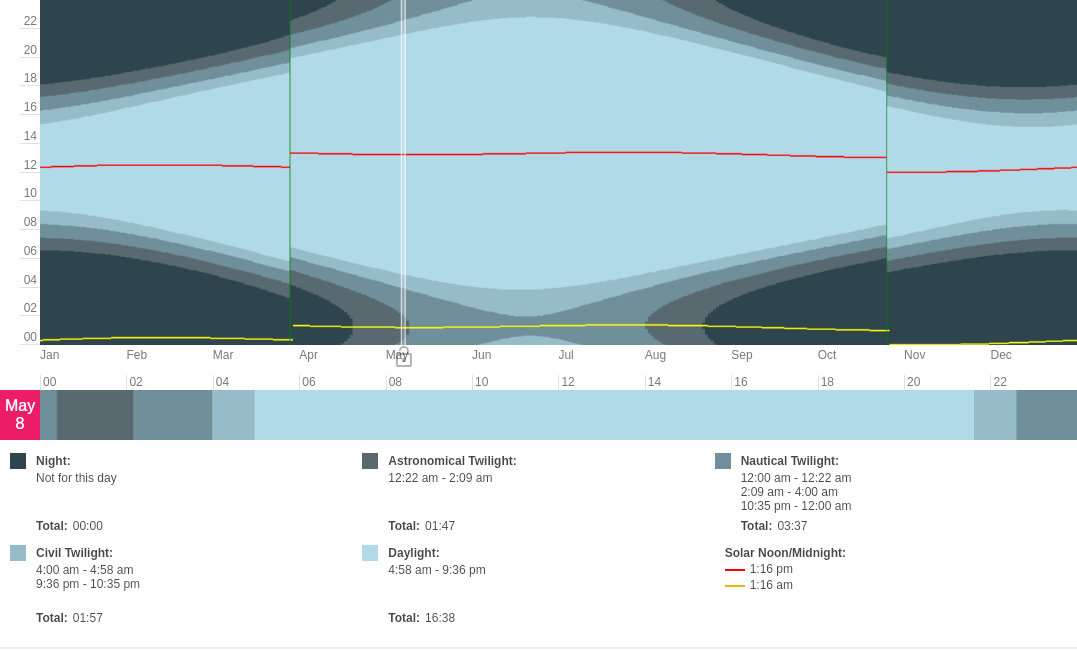 22
20
18
16
14
12
10
08
06
04
02
00
Jan Feb Mar Apr May Jun Jul Aug Sep Oct Nov Dec
00 02 04 06 08 10 12 14 16 18 20 22
May
8
Night:
Not for this day
Total: 00:00
Astronomical Twilight:
12:22 am - 2:09 am
Total: 01:47
Nautical Twilight:
12:00 am - 12:22 am
2:09 am - 4:00 am
10:35 pm - 12:00 am
Total: 03:37
Civil Twilight:
4:00 am - 4:58 am
9:36 pm - 10:35 pm
Total: 01:57
Daylight:
4:58 am - 9:36 pm
Total: 16:38
Solar Noon/Midnight:
1:16 pm
1:16 am